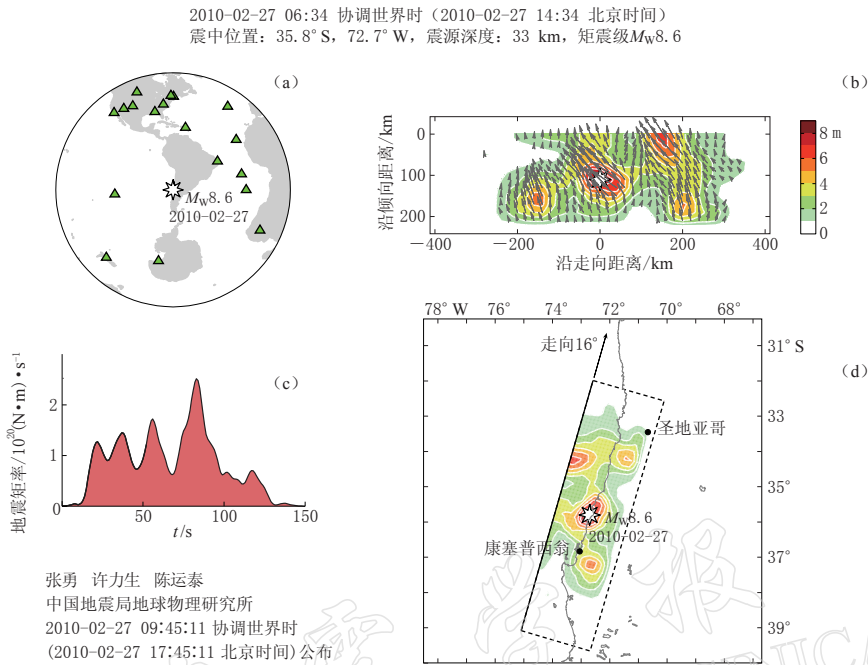 2010-02-27 06:34 协调世界时（2010-02-27 14:34 北京时间）
震中位置：35.8°S，72.7°W，震源深度：33 km，矩震级MW8.6
(a)
MW8.6
2010-02-27
(b)
沿倾向距离/km
0
100
200
−400
−200
0
200
400
沿走向距离/km
8 m
6
4
2
0
(c)
地震矩率/10²⁰(N•m)•s⁻¹
2
1
0
0
50
100
150
t/s
(d)
78° W
76°
74°
72°
70°
68°
31° S
33°
35°
37°
39°
走向16°
圣地亚哥
MW8.6
2010-02-27
康塞普西翁
张勇 许力生 陈运泰
中国地震局地球物理研究所
2010-02-27 09:45:11 协调世界时
(2010-02-27 17:45:11 北京时间)公布